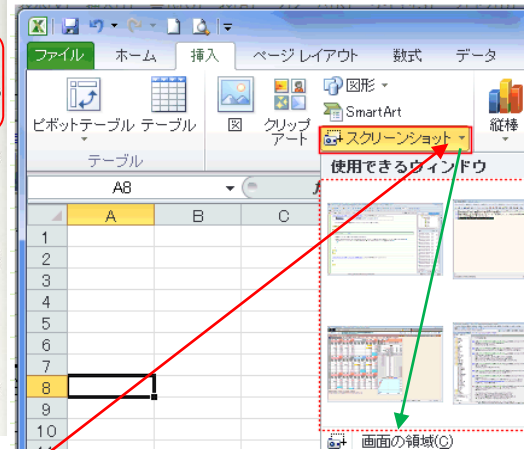 ファイル ホーム 挿入 ページ レイアウト 数式 データ
ピボットテーブル テーブル
図
クリップ
アート
図形
SmartArt
スクリーンショット
縦棒
テーブル
使用できるウィンドウ
A8
A B C
1
2
3
4
5
6
7
8
9
10
画面の領域(C)